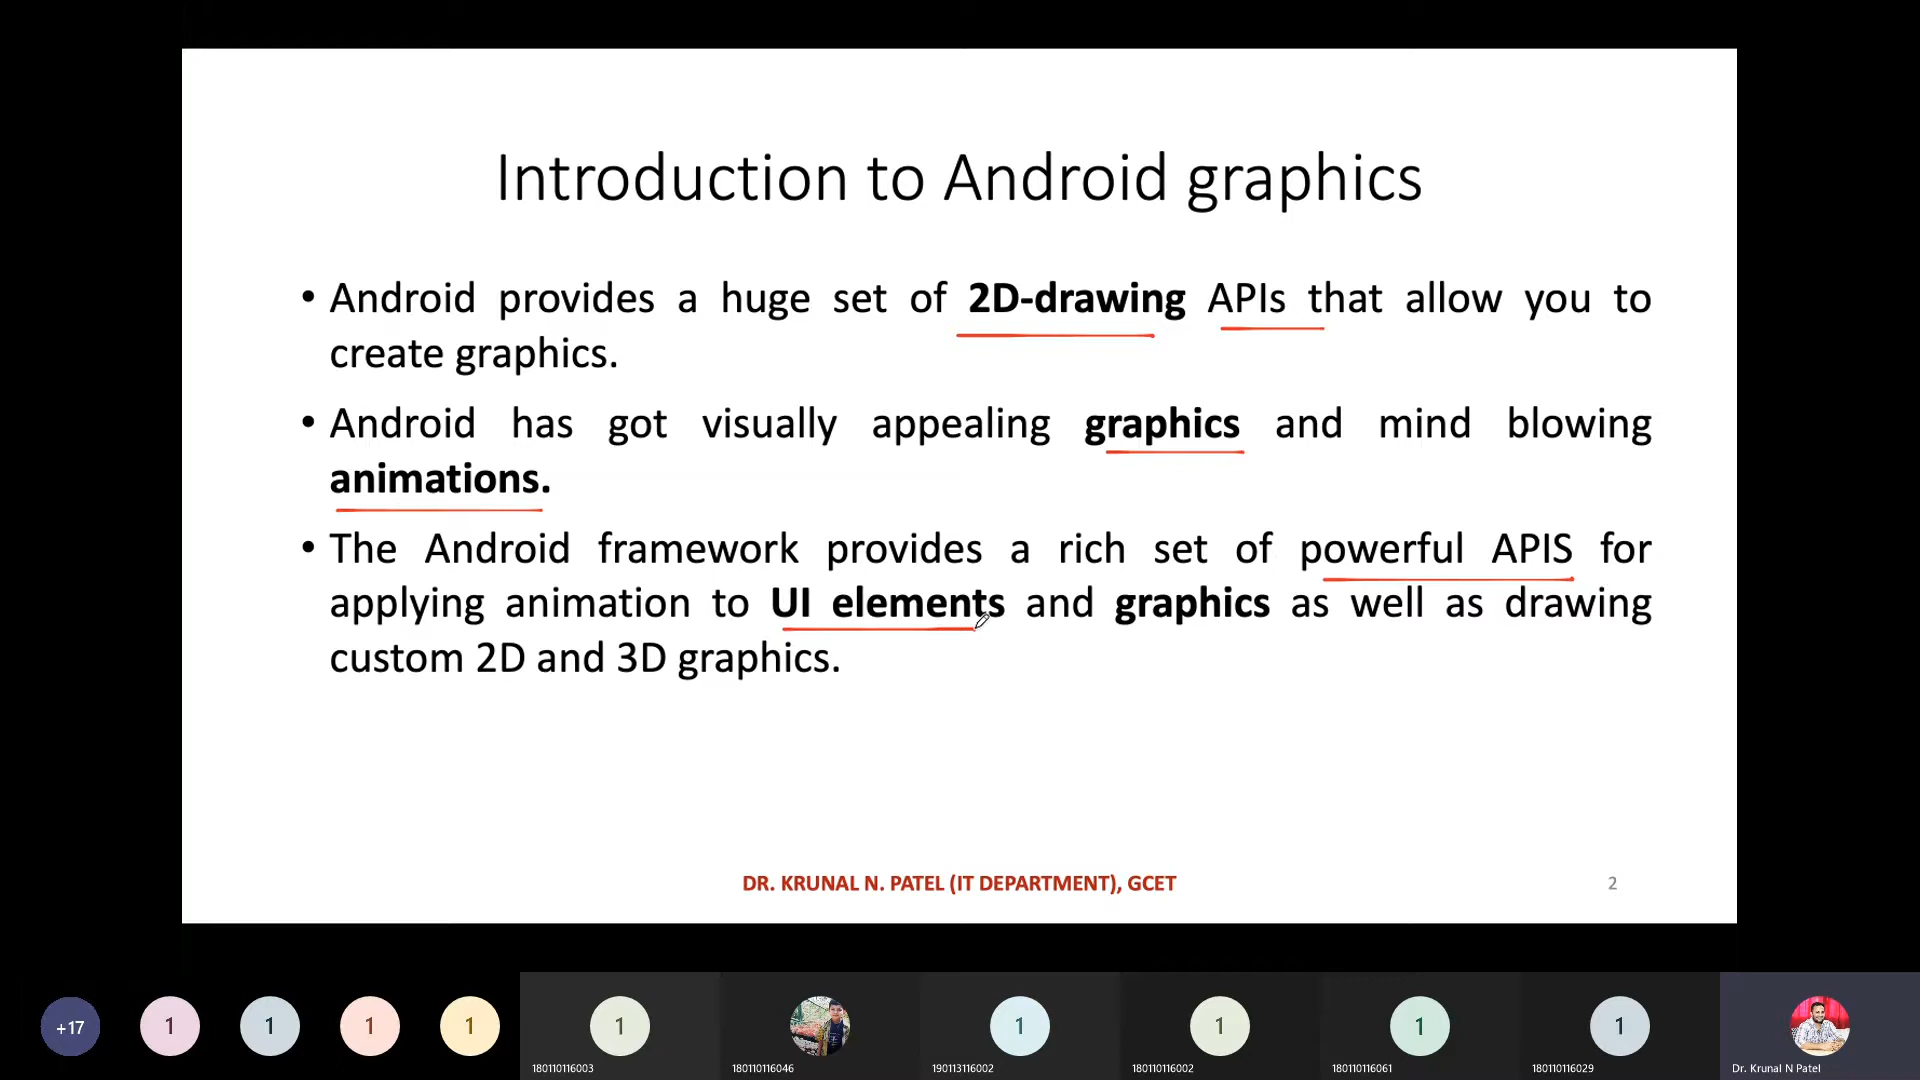 Introduction to Android graphics
• Android provides a huge set of 2D-drawing APIs that allow you to
create graphics.
• Android has got visually appealing graphics and mind blowing
animations.
• The Android framework provides a rich set of powerful APIS for
applying animation to UI elements and graphics as well as drawing
custom 2D and 3D graphics.
DR. KRUNAL N. PATEL (IT DEPARTMENT), GCET
2
+17 1 1 1 1 1 1 1 1 1
180110116003 180110116046 190113116002 180110116002 180110116061 180110116029 Dr. Krunal N Patel